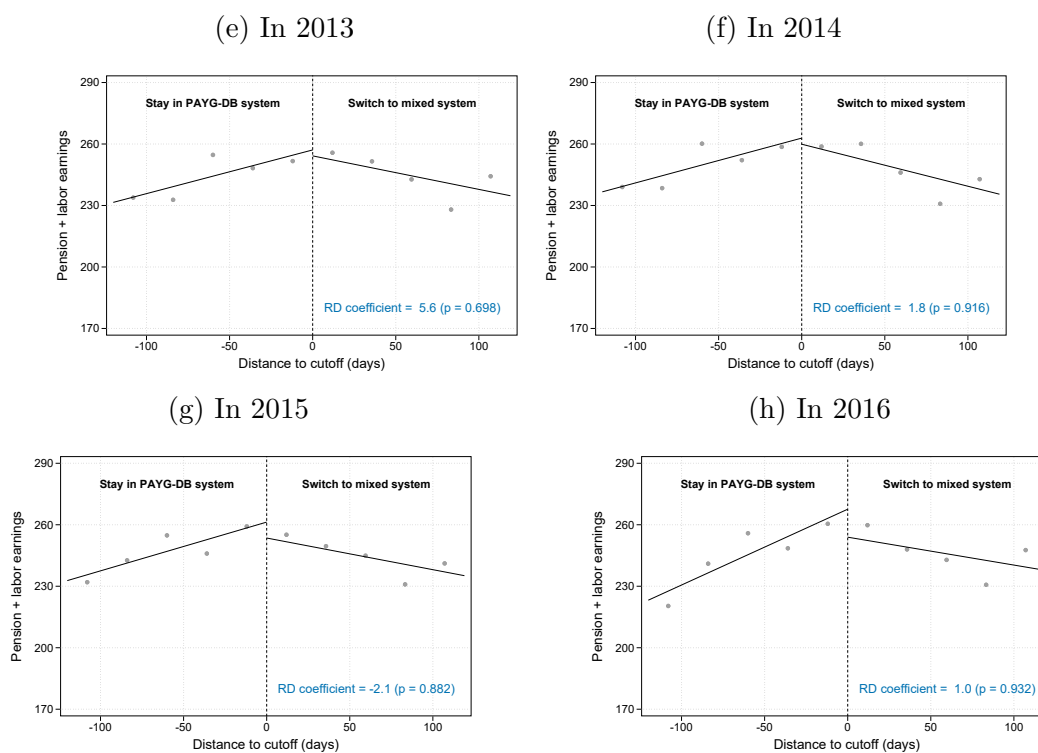 (e) In 2013
(f) In 2014
290
260
230
200
170
Pension + labor earnings
Stay in PAYG-DB system
Switch to mixed system
RD coefficient = 5.6 (p = 0.698)
-100 -50 0 50 100
Distance to cutoff (days)
290
260
230
200
170
Pension + labor earnings
Stay in PAYG-DB system
Switch to mixed system
RD coefficient = 1.8 (p = 0.916)
-100 -50 0 50 100
Distance to cutoff (days)
(g) In 2015
(h) In 2016
290
260
230
200
170
Pension + labor earnings
Stay in PAYG-DB system
Switch to mixed system
RD coefficient = -2.1 (p = 0.882)
-100 -50 0 50 100
Distance to cutoff (days)
290
260
230
200
170
Pension + labor earnings
Stay in PAYG-DB system
Switch to mixed system
RD coefficient = 1.0 (p = 0.932)
-100 -50 0 50 100
Distance to cutoff (days)